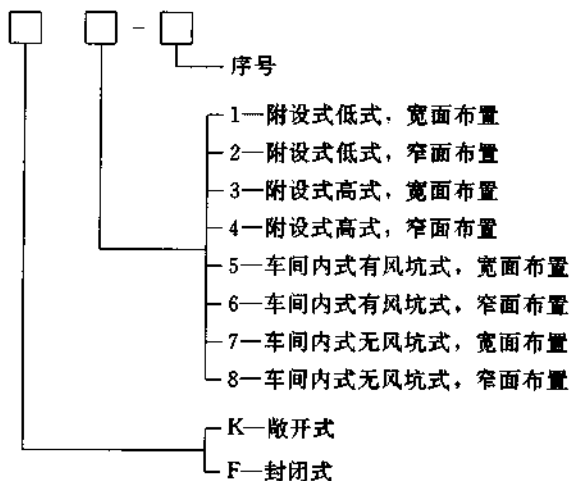 序号
1—附设式低式，宽面布置
2—附设式低式，窄面布置
3—附设式高式，宽面布置
4—附设式高式，窄面布置
5—车间内式有风坑式，宽面布置
6—车间内式有风坑式，窄面布置
7—车间内式无风坑式，宽面布置
8—车间内式无风坑式，窄面布置
K—敞开式
F—封闭式